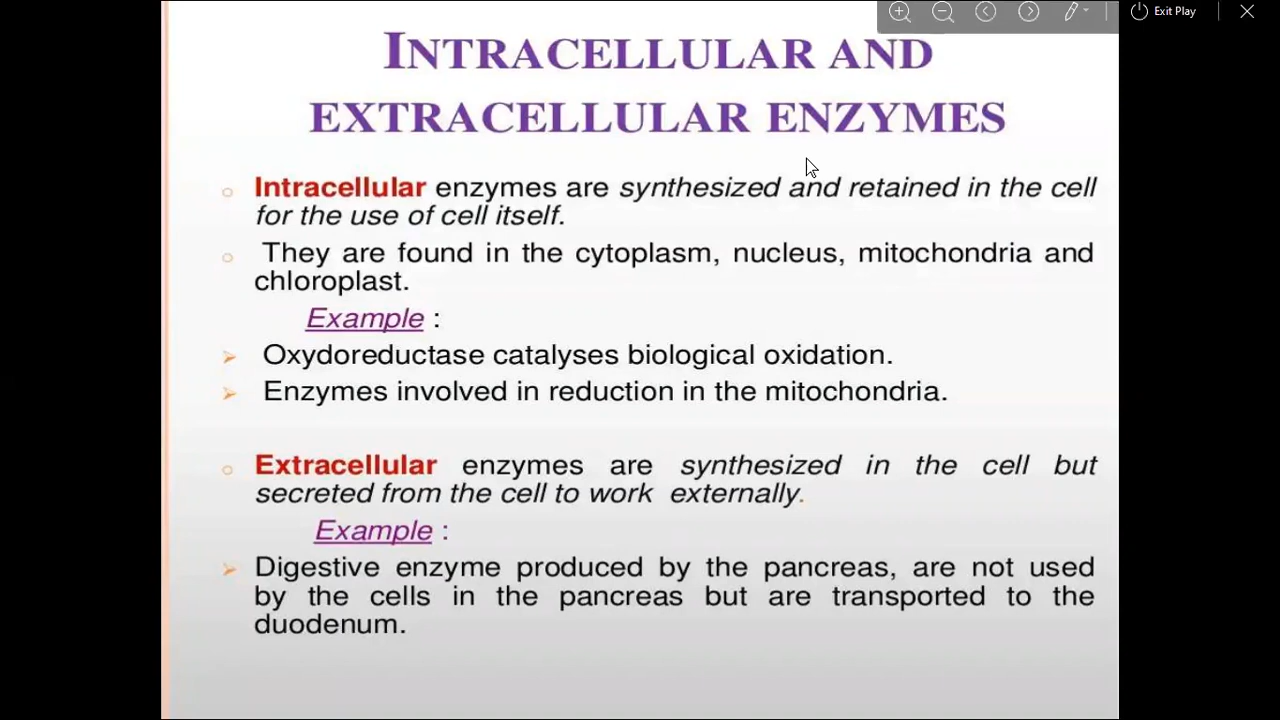 Exit Play
INTRACELLULAR AND
EXTRACELLULAR ENZYMES
Intracellular enzymes are synthesized and retained in the cell
for the use of cell itself.
They are found in the cytoplasm, nucleus, mitochondria and
chloroplast.
Example :
Oxydoreductase catalyses biological oxidation.
Enzymes involved in reduction in the mitochondria.
Extracellular enzymes are synthesized in the cell but
secreted from the cell to work externally.
Example :
Digestive enzyme produced by the pancreas, are not used
by the cells in the pancreas but are transported to the
duodenum.